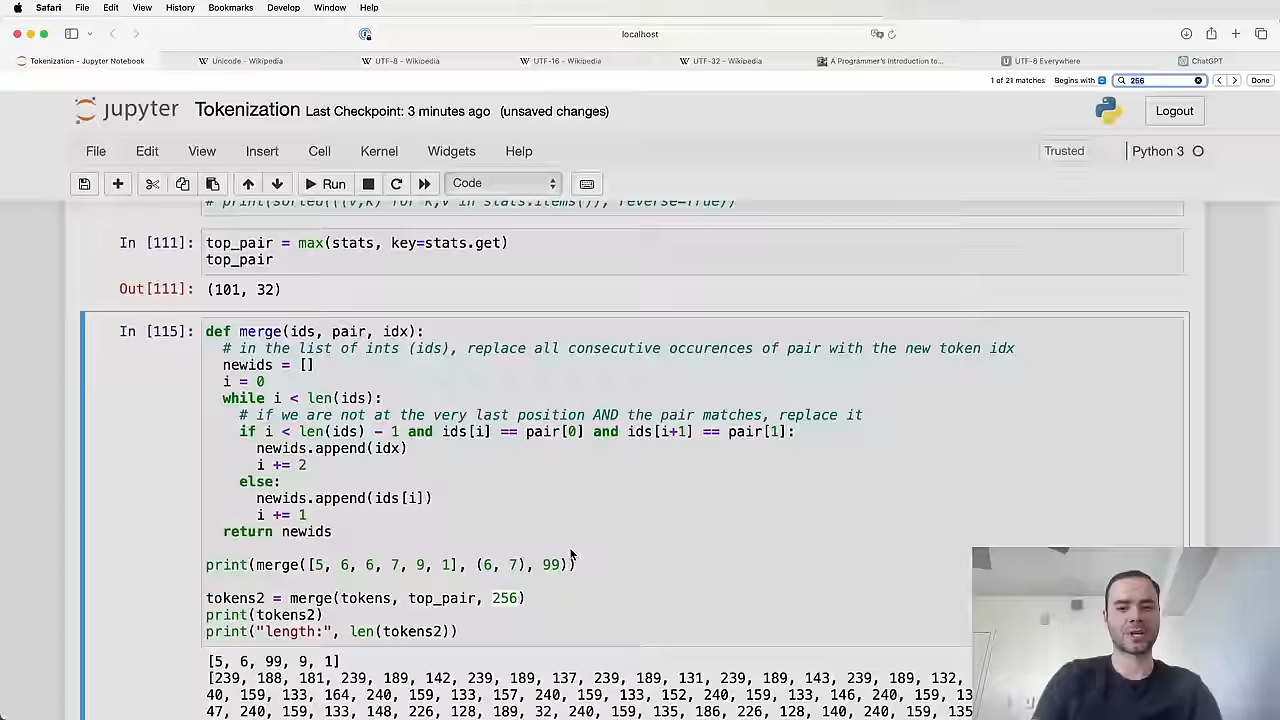 Safari File Edit View History Bookmarks Develop Window Help
localhost
Tokenization - Jupyter Notebook
Unicode - Wikipedia
UTF-8 - Wikipedia
UTF-16 - Wikipedia
UTF-32 - Wikipedia
A Programmer's Introduction to...
UTF-8 Everywhere
ChatGPT
1 of 21 matches Begins with 256 Done
jupyter Tokenization Last Checkpoint: 3 minutes ago (unsaved changes) Logout
File Edit View Insert Cell Kernel Widgets Help Trusted Python 3
Run Code
# print(sorted(((v,k) for k,v in stats.items()), reverse=True))
In [111]: top_pair = max(stats, key=stats.get)
top_pair
Out[111]: (101, 32)
In [115]: def merge(ids, pair, idx):
# in the list of ints (ids), replace all consecutive occurences of pair with the new token idx
newids = []
i = 0
while i < len(ids):
# if we are not at the very last position AND the pair matches, replace it
if i < len(ids) - 1 and ids[i] == pair[0] and ids[i+1] == pair[1]:
newids.append(idx)
i += 2
else:
newids.append(ids[i])
i += 1
return newids
print(merge([5, 6, 6, 7, 9, 1], (6, 7), 99))
tokens2 = merge(tokens, top_pair, 256)
print(tokens2)
print("length:", len(tokens2))
[5, 6, 99, 9, 1]
[239, 188, 181, 239, 189, 142, 239, 189, 137, 239, 189, 131, 239, 189, 143, 239, 189, 132,
40, 159, 133, 164, 240, 159, 133, 157, 240, 159, 133, 152, 240, 159, 133, 146, 240, 159, 13
47, 240, 159, 133, 148, 226, 128, 189, 32, 240, 159, 135, 186, 226, 128, 140, 240, 159, 135